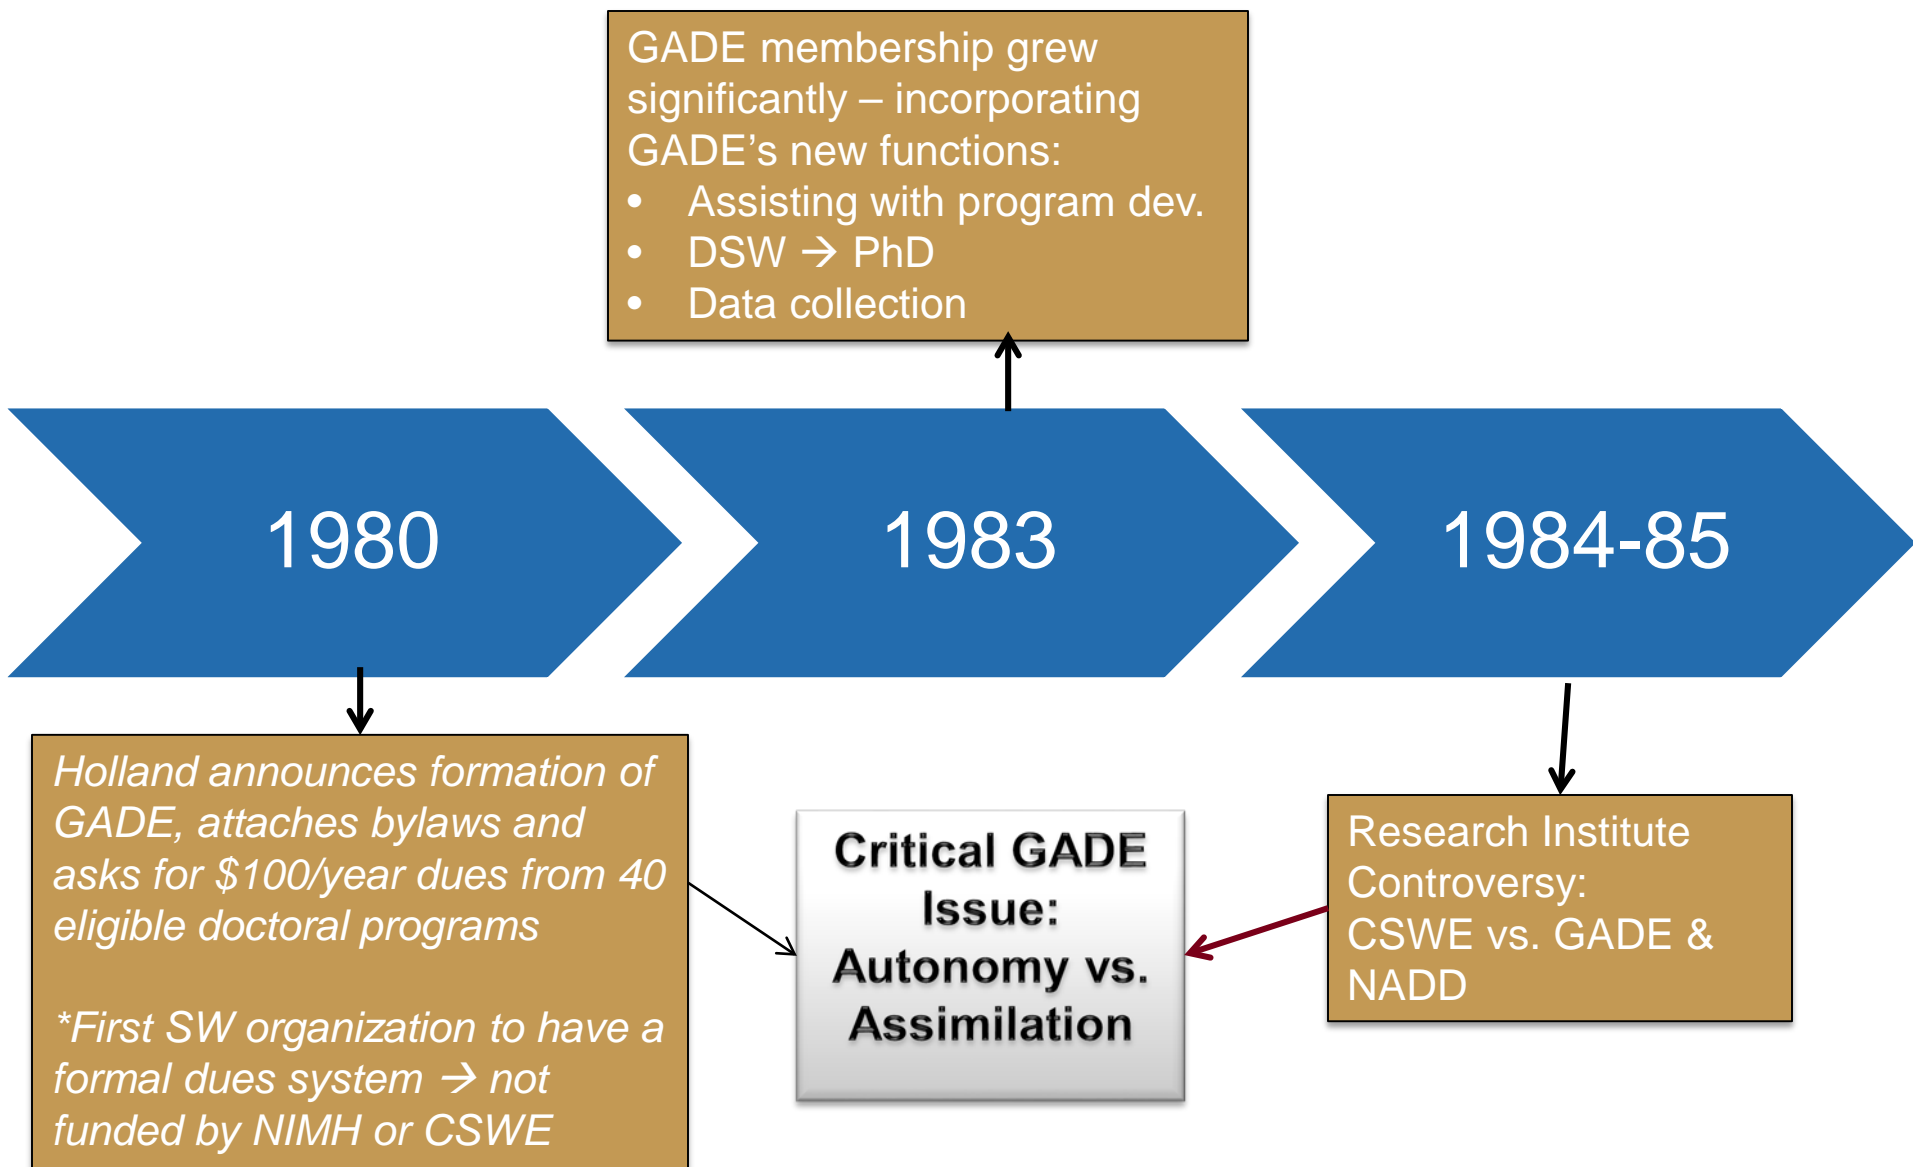 GADE membership grew
significantly – incorporating
GADE’s new functions:
• Assisting with program dev.
• DSW → PhD
• Data collection
1980
1983
1984-85
Holland announces formation of
GADE, attaches bylaws and
asks for $100/year dues from 40
eligible doctoral programs
*First SW organization to have a
formal dues system → not
funded by NIMH or CSWE
Critical GADE
Issue:
Autonomy vs.
Assimilation
Research Institute
Controversy:
CSWE vs. GADE &
NADD